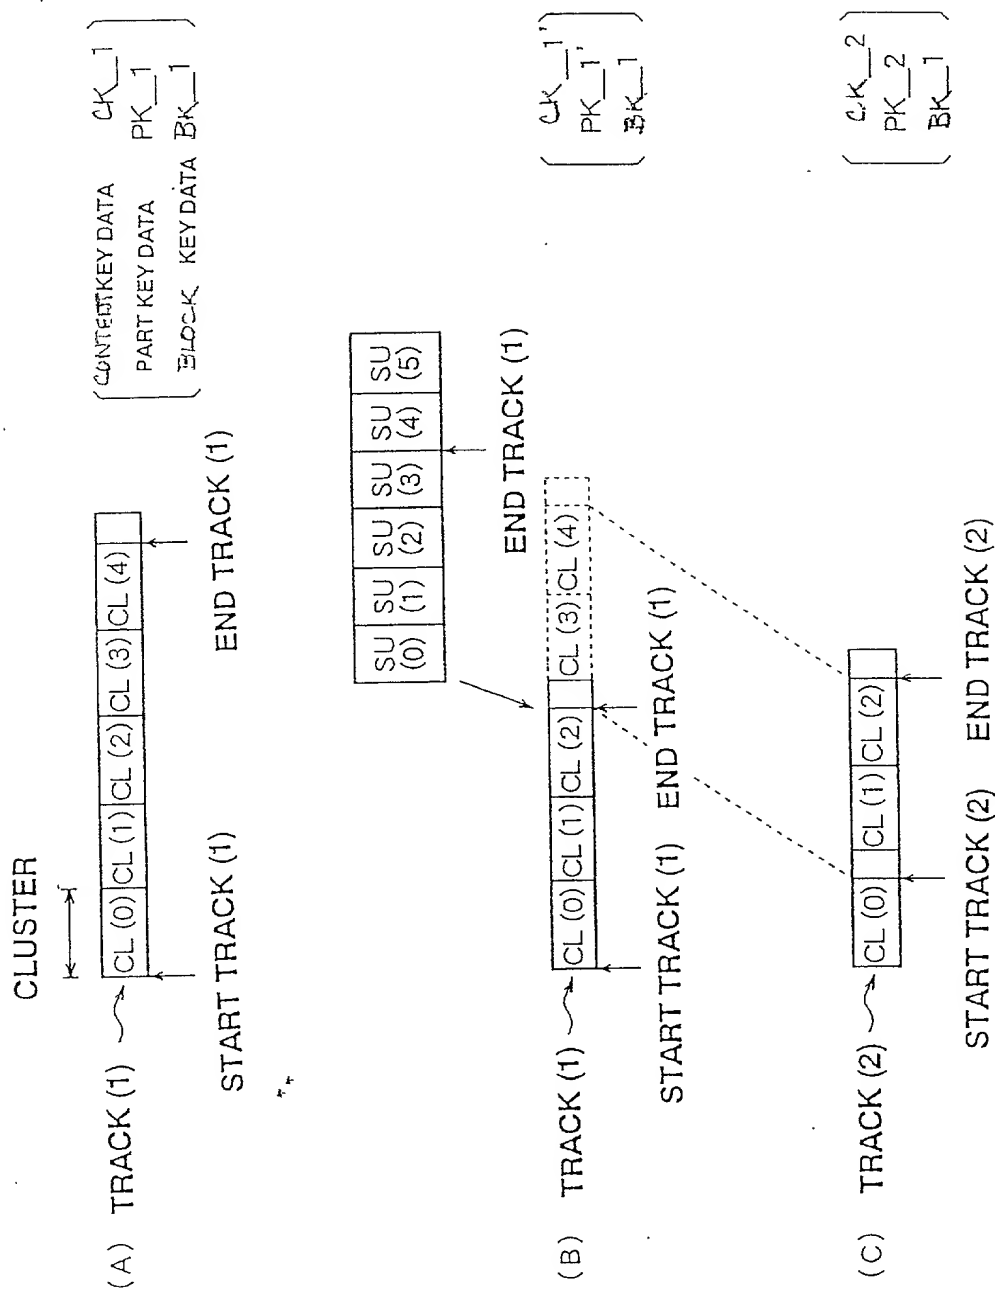 CLUSTER
(A) TRACK (1)
CL (0) CL (1) CL (2) CL (3) CL (4)
START TRACK (1) END TRACK (1)
CONTENT KEY DATA CK_1
PART KEY DATA PK_1
BLOCK KEY DATA BK_1
SU (0) SU (1) SU (2) SU (3) SU (4) SU (5)
END TRACK (1)
(B) TRACK (1)
CL (0) CL (1) CL (2) CL (3) CL (4)
START TRACK (1) END TRACK (1)
CK_1'
PK_1'
BK_1
(C) TRACK (2)
CL (0) CL (1) CL (2)
START TRACK (2) END TRACK (2)
CK_2
PK_2
BK_1